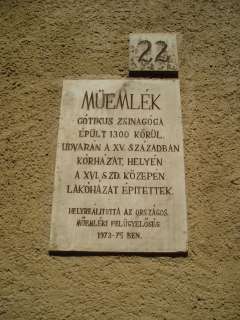 22
MŰEMLÉK
GÓTIKUS ZSINAGÓGA
ÉPÜLT 1300 KÖRÜL.
UDVARÁN A XV. SZÁZADBAN
KÓRHÁZAT, HELYÉN
A XVI. SZD. KÖZEPÉN
LAKÓHÁZAT ÉPÍTETTEK.
HELYREÁLLÍTOTTA AZ ORSZÁGOS
MŰEMLÉKI FELÜGYELŐSÉG
1973-75 BEN.